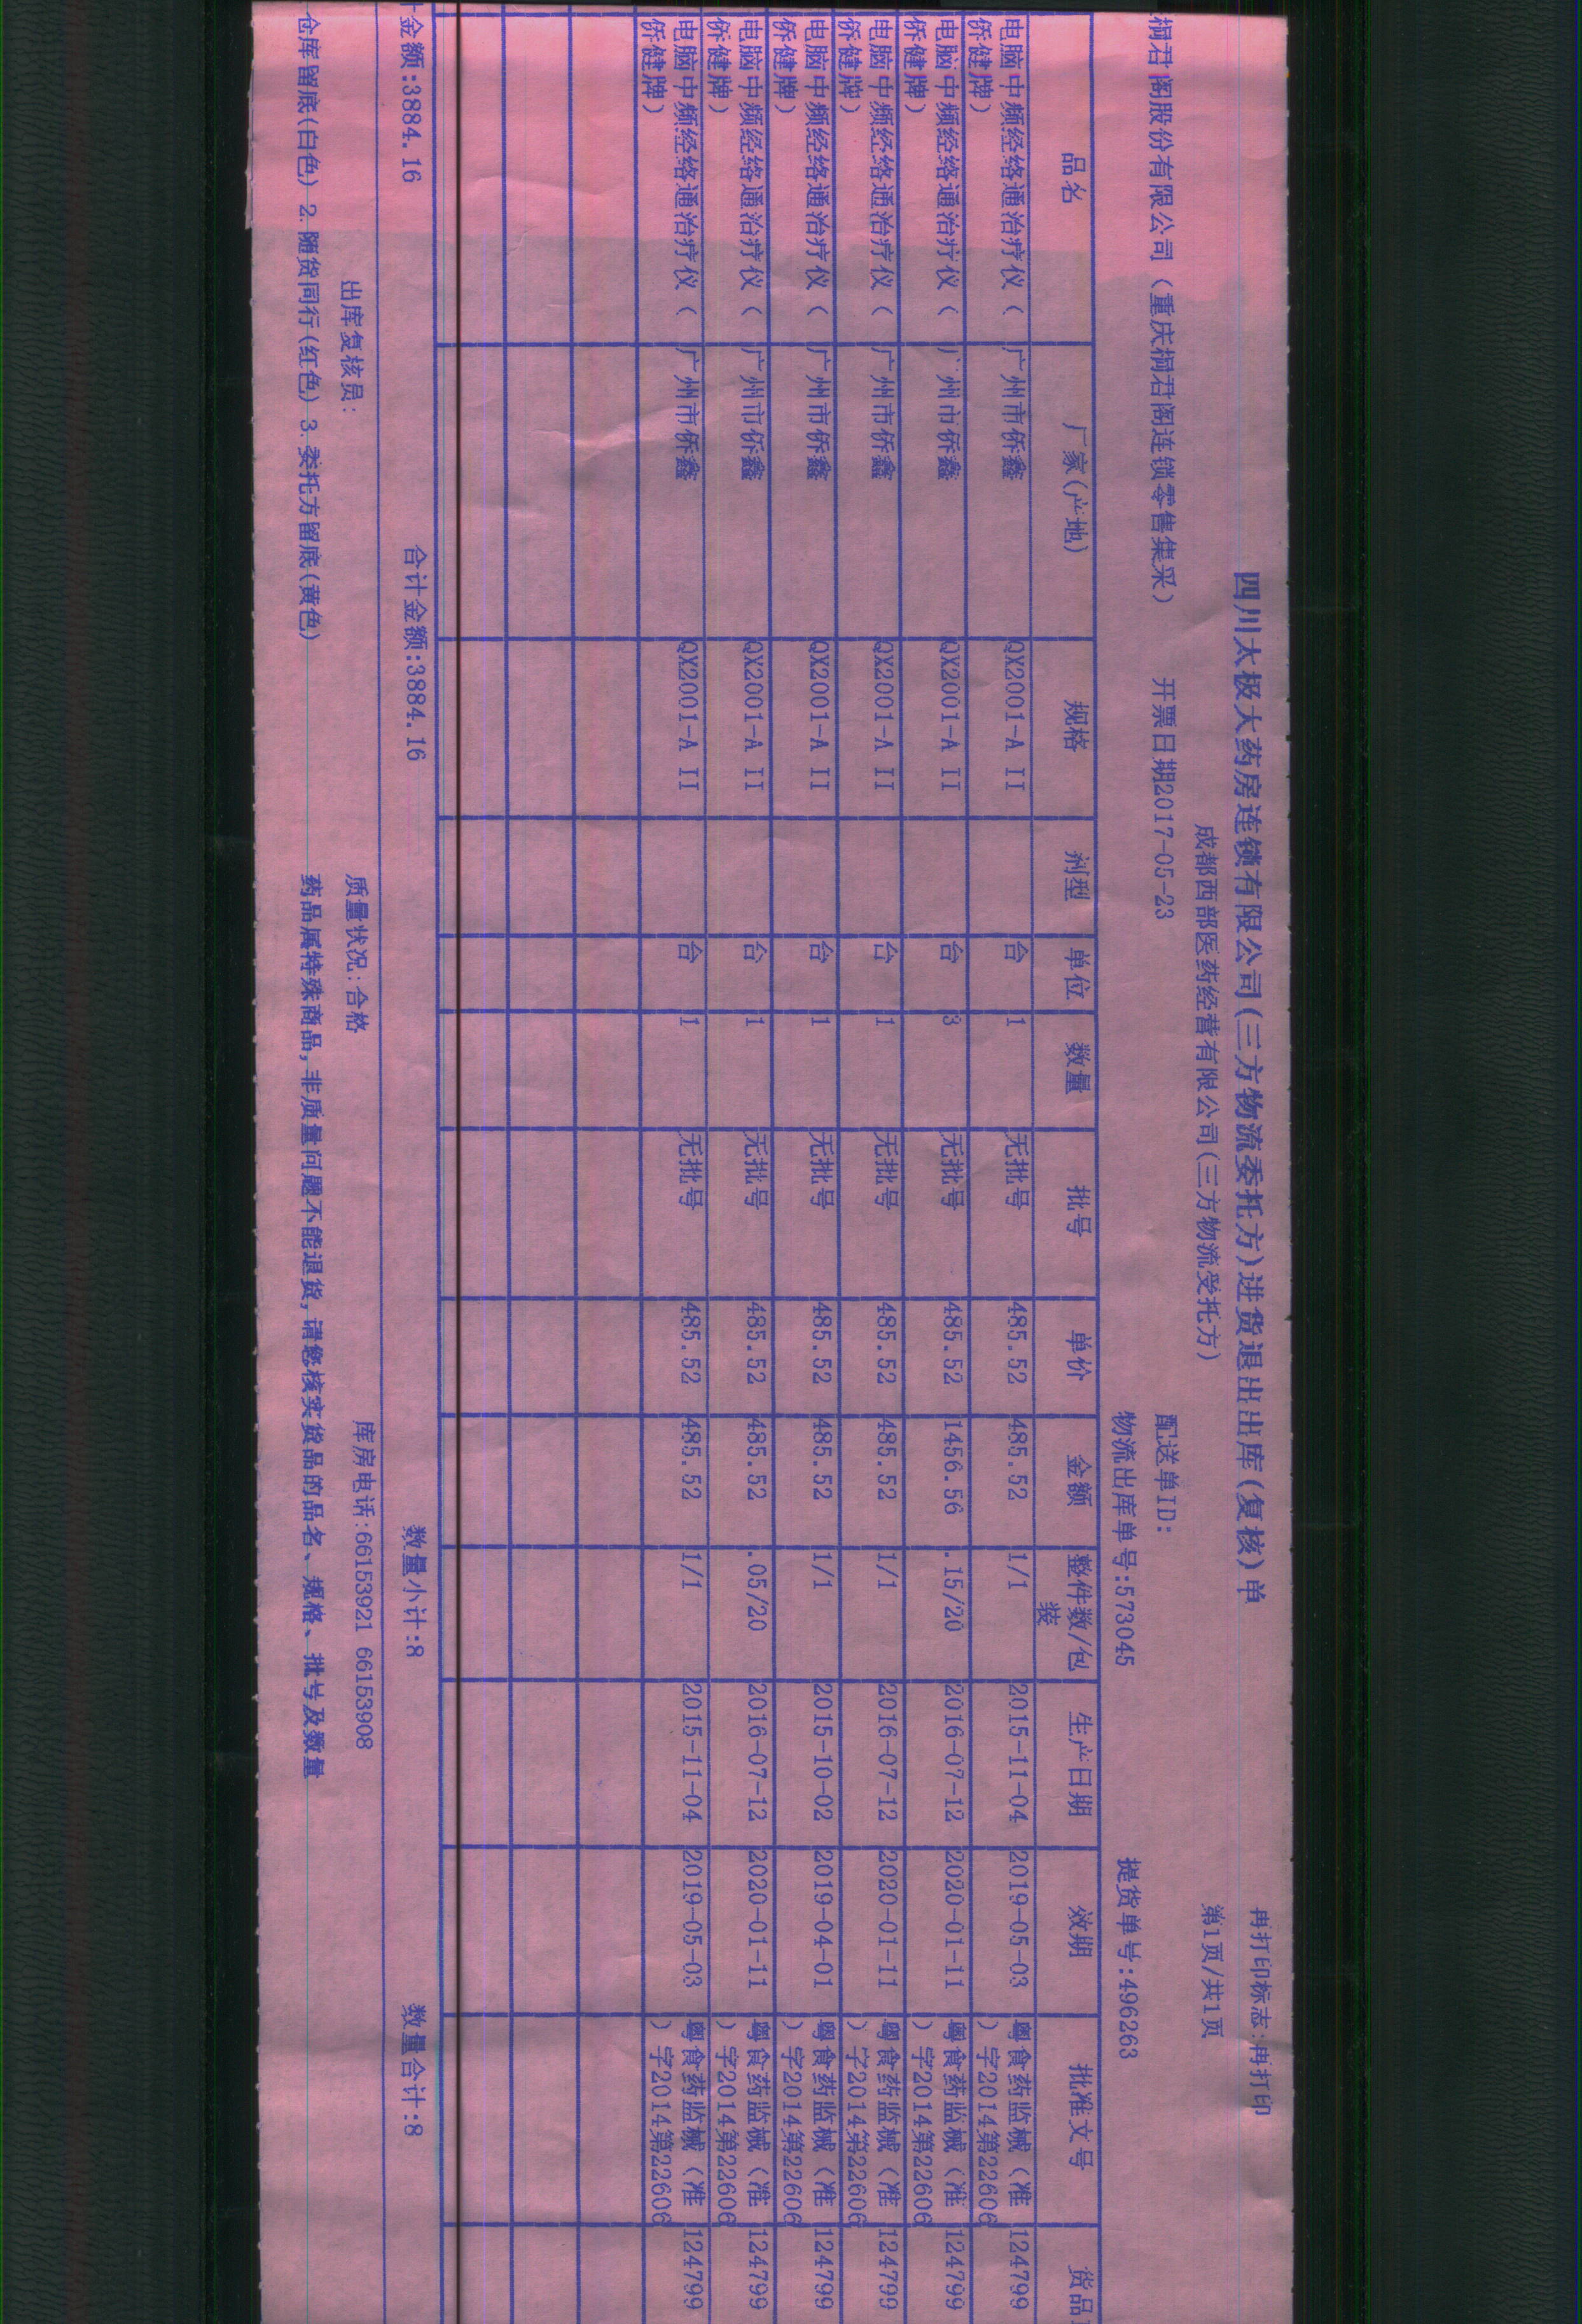 再打印标志:再打印
四川太极大药房连锁有限公司(三方物流委托方)进货退出出库(复核)单
成都西部医药经营有限公司(三方物流受托方) 第1页/共1页
桐君阁股份有限公司（重庆桐君阁连锁零售集采） 开票日期2017-05-23 配送单ID:
物流出库单号:573045 提货单号:496263
品名 厂家(产地) 规格 剂型 单位 数量 批号 单价 金额 整件数/包装 生产日期 效期 批准文号 货品
电脑中频经络通治疗仪（ 广州市侨鑫 QX2001-A II 台 1 无批号 485.52 485.52 1/1 2015-11-04 2019-05-03 粤食药监械（准 124799
侨健牌） ）字2014第22606
电脑中频经络通治疗仪（ 广州市侨鑫 QX2001-A II 台 3 无批号 485.52 1456.56 .15/20 2016-07-12 2020-01-11 粤食药监械（准 124799
侨健牌） ）字2014第22606
电脑中频经络通治疗仪（ 广州市侨鑫 QX2001-A II 台 1 无批号 485.52 485.52 1/1 2016-07-12 2020-01-11 粤食药监械（准 124799
侨健牌） ）字2014第22606
电脑中频经络通治疗仪（ 广州市侨鑫 QX2001-A II 台 1 无批号 485.52 485.52 1/1 2015-10-02 2019-04-01 粤食药监械（准 124799
侨健牌） ）字2014第22606
电脑中频经络通治疗仪（ 广州市侨鑫 QX2001-A II 台 1 无批号 485.52 485.52 .05/20 2016-07-12 2020-01-11 粤食药监械（准 124799
侨健牌） ）字2014第22606
电脑中频经络通治疗仪（ 广州市侨鑫 QX2001-A II 台 1 无批号 485.52 485.52 1/1 2015-11-04 2019-05-03 粤食药监械（准 124799
侨健牌） ）字2014第22606
金额:3884.16 合计金额:3884.16 数量小计:8 数量合计:8
出库复核员: 质量状况:合格 库房电话:66153921 66153908
仓库留底(白色) 2.随货同行(红色) 3.委托方留底(黄色) 药品属特殊商品,非质量问题不能退货,请您核实货品的品名、规格、批号及数量